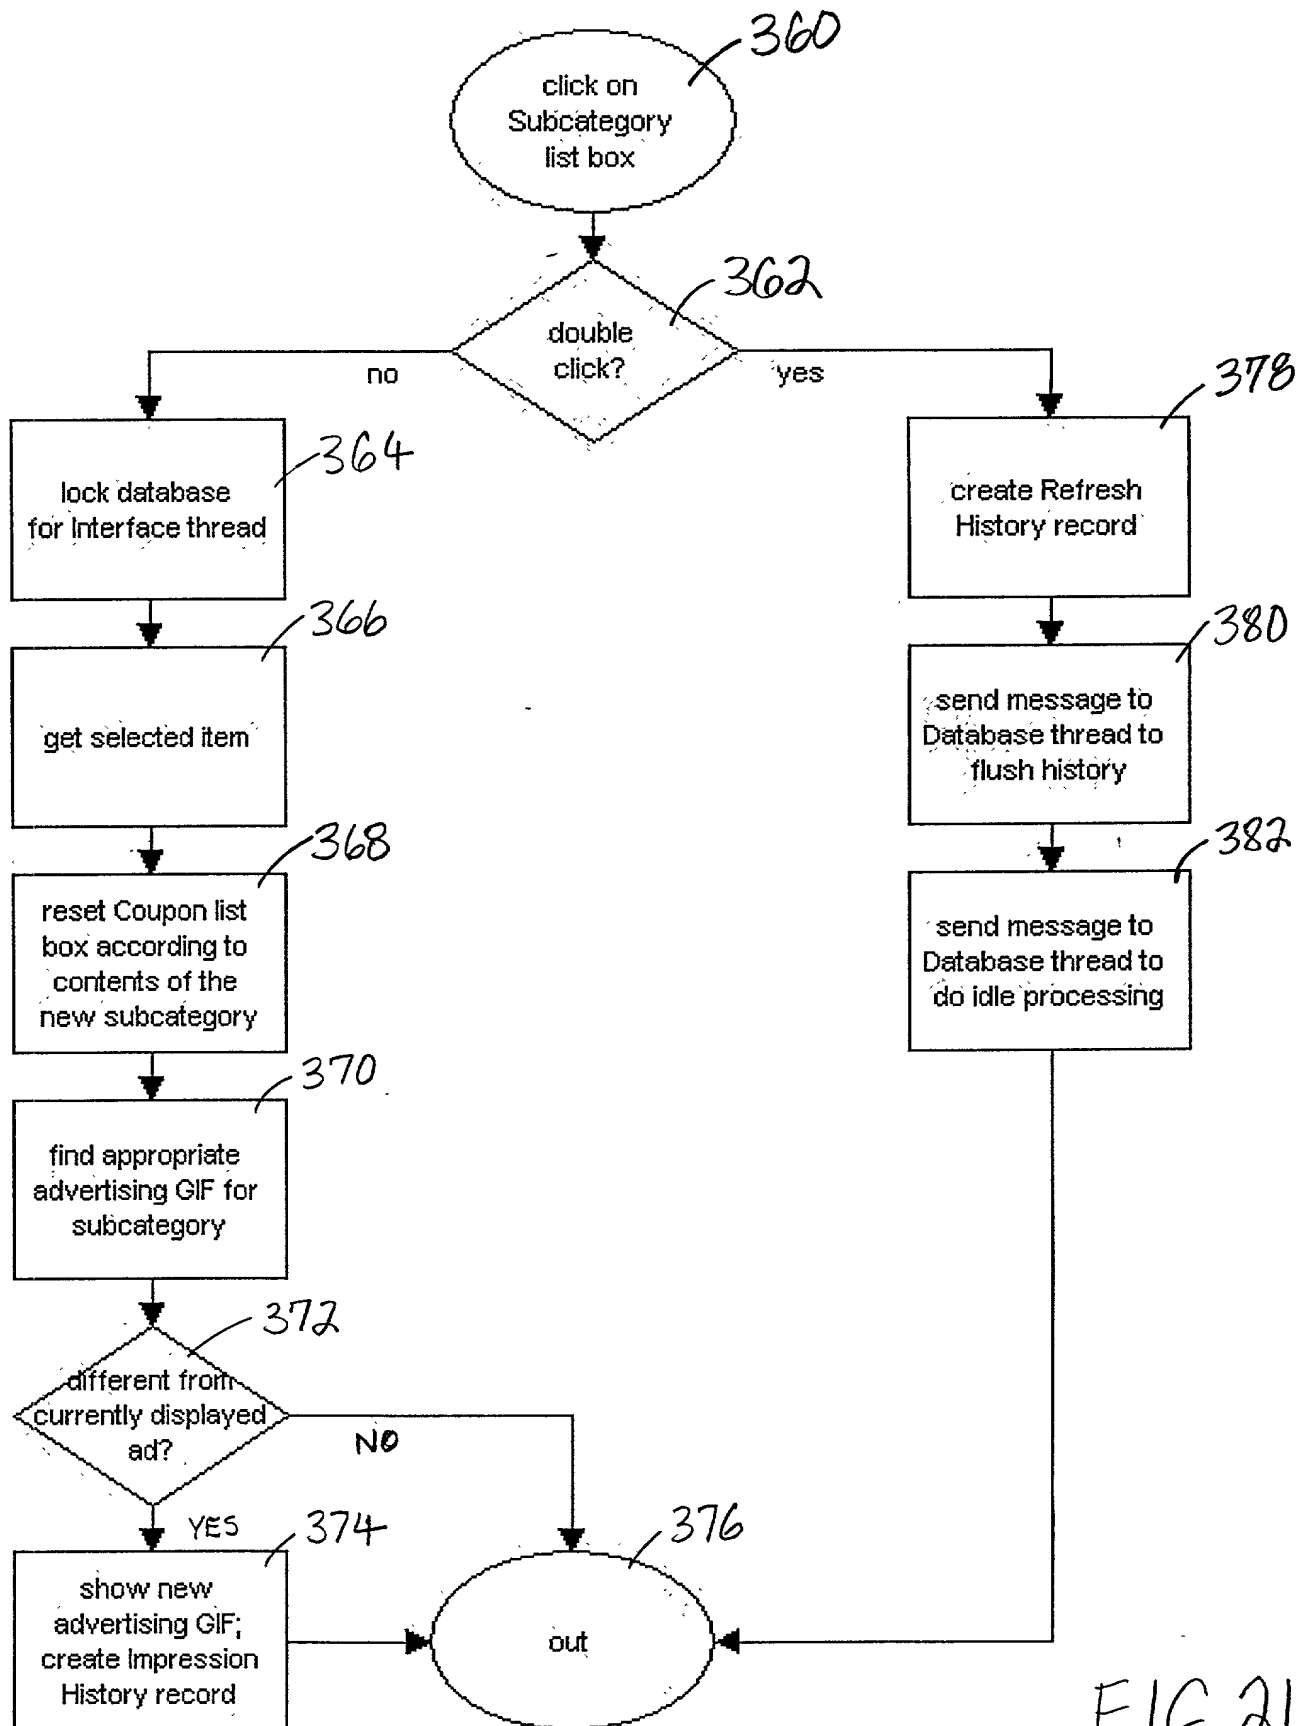 360
click on
Subcategory
list box
362
double
click?
no
yes
378
364
lock database
for Interface thread
create Refresh
History record
366
get selected item
380
send message to
Database thread to
flush history
368
reset Coupon list
box according to
contents of the
new subcategory
382
send message to
Database thread to
do idle processing
370
find appropriate
advertising GIF for
subcategory
372
different from
currently displayed
ad?
NO
YES
374
show new
advertising GIF;
create Impression
History record
376
out
FIG 21